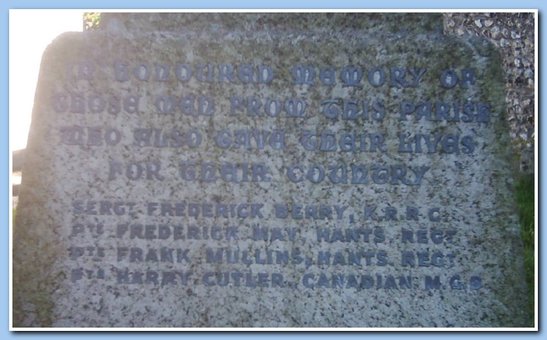 IN HONOURED MEMORY OF
THOSE MEN FROM THIS PARISH
WHO ALSO GAVE THEIR LIVES
FOR THEIR COUNTRY
SERGT FREDERICK BERRY, K.R.R.C.
PTE FREDERICK HAY, HANTS REGT
PTE FRANK MULLINS, HANTS REGT
PTE HARRY CUTLER, CANADIAN M.G.S.